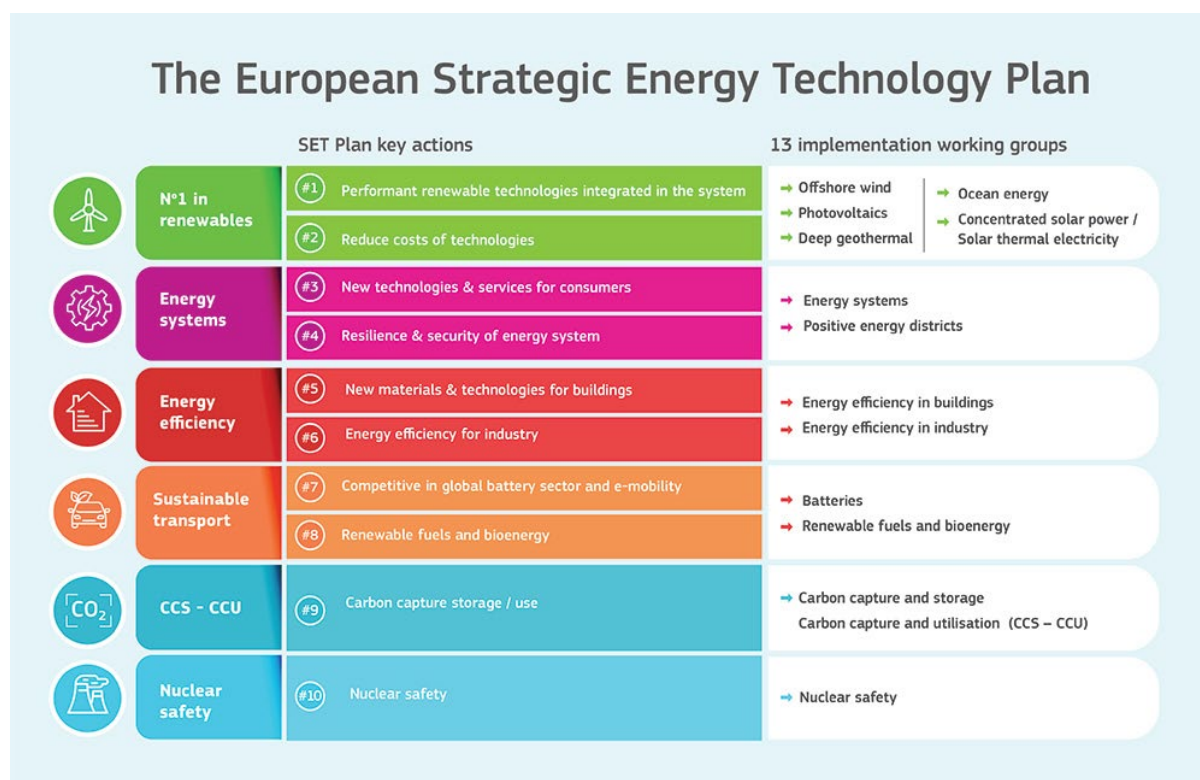 The European Strategic Energy Technology Plan
SET Plan key actions
13 implementation working groups
N°1 in
renewables
#1 Performant renewable technologies integrated in the system
#2 Reduce costs of technologies
→ Offshore wind
→ Photovoltaics
→ Deep geothermal
→ Ocean energy
→ Concentrated solar power /
Solar thermal electricity
Energy
systems
#3 New technologies & services for consumers
#4 Resilience & security of energy system
→ Energy systems
→ Positive energy districts
Energy
efficiency
#5 New materials & technologies for buildings
#6 Energy efficiency for industry
→ Energy efficiency in buildings
→ Energy efficiency in industry
Sustainable
transport
#7 Competitive in global battery sector and e-mobility
#8 Renewable fuels and bioenergy
→ Batteries
→ Renewable fuels and bioenergy
CO₂
CCS - CCU
#9 Carbon capture storage / use
→ Carbon capture and storage
Carbon capture and utilisation (CCS – CCU)
Nuclear
safety
#10 Nuclear safety
→ Nuclear safety